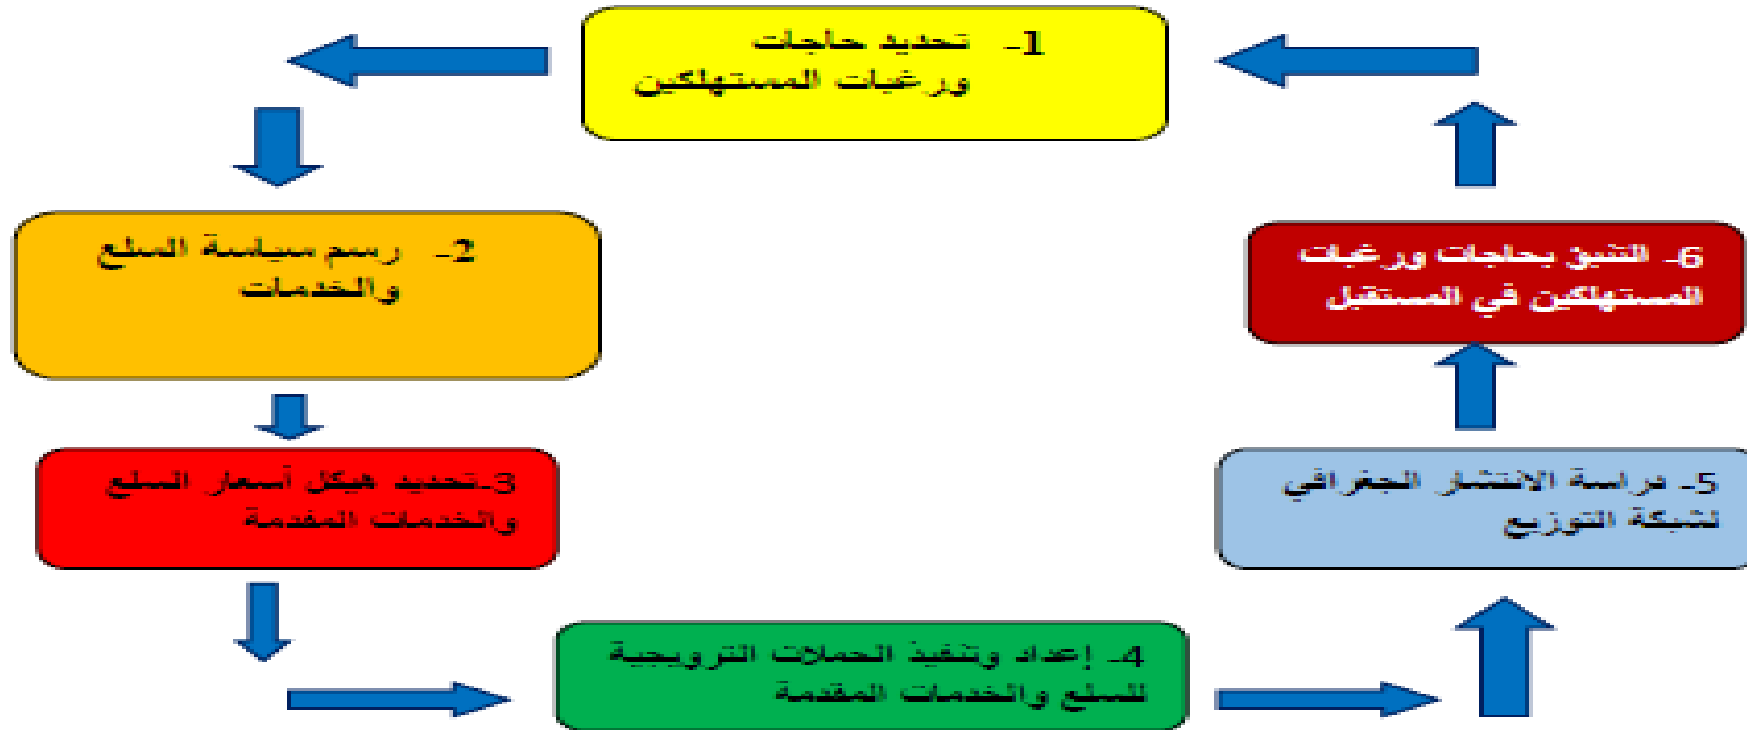 1- تحديد حاجات
ورغبات المستهلكين
2- رسم سياسة السلع
والخدمات
3-تحديد هيكل أسعار السلع
والخدمات المقدمة
4- إعداد وتنفيذ الحملات الترويجية
للسلع والخدمات المقدمة
5- دراسة الانتشار الجغرافي
لشبكة التوزيع
6- التنبؤ بحاجات ورغبات
المستهلكين في المستقبل